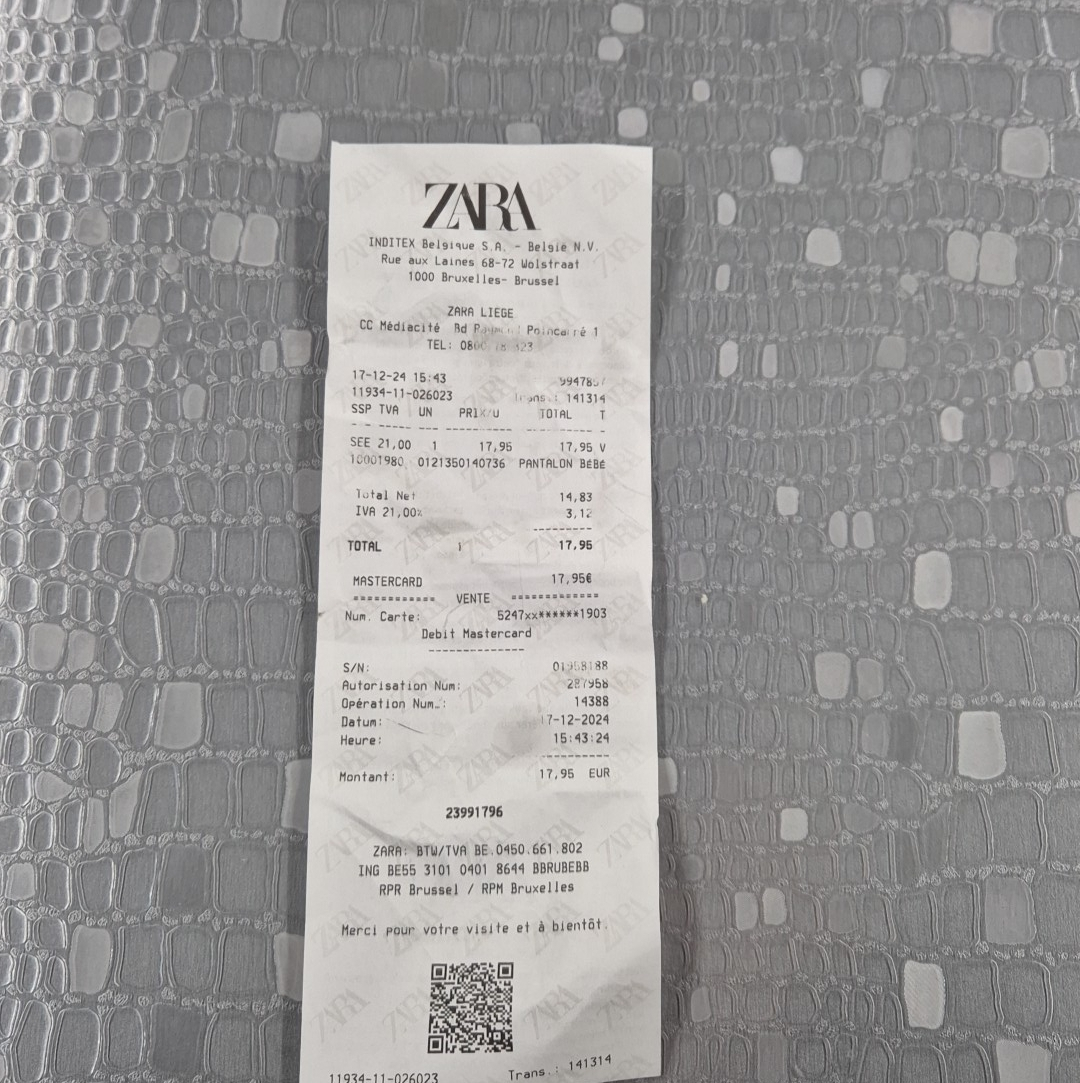 ZARA
INDITEX Belgique S.A. - Belgie N.V.
Rue aux Laines 68-72 Wolstraat
1000 Bruxelles- Brussel
ZARA LIEGE
CC Médiacité Bd Poincarré 1
TEL:
17-12-24 15:43
11934-11-026023 Trans.: 141314
SSP TVA UN PRIX/U TOTAL T
SEE 21,00 1 17,95 17,95 V
10001980 0121350140736 PANTALON BEBE
Total Net 14,83
IVA 21,00% 3,12
---------
TOTAL 1 17,95
MASTERCARD 17,95€
============ VENTE =============
Num. Carte: 5247xx******1903
Debit Mastercard
--------------
S/N: 01958188
Autorisation Num: 287958
Opération Num.: 14388
Datum: 17-12-2024
Heure: 15:43:24
----------
Montant: 17,95 EUR
23991796
ZARA: BTW/TVA BE.0450.661.802
ING BE55 3101 0401 8644 BBRUBEBB
RPR Brussel / RPM Bruxelles
Merci pour votre visite et à bientôt.
11934-11-026023 Trans.: 141314